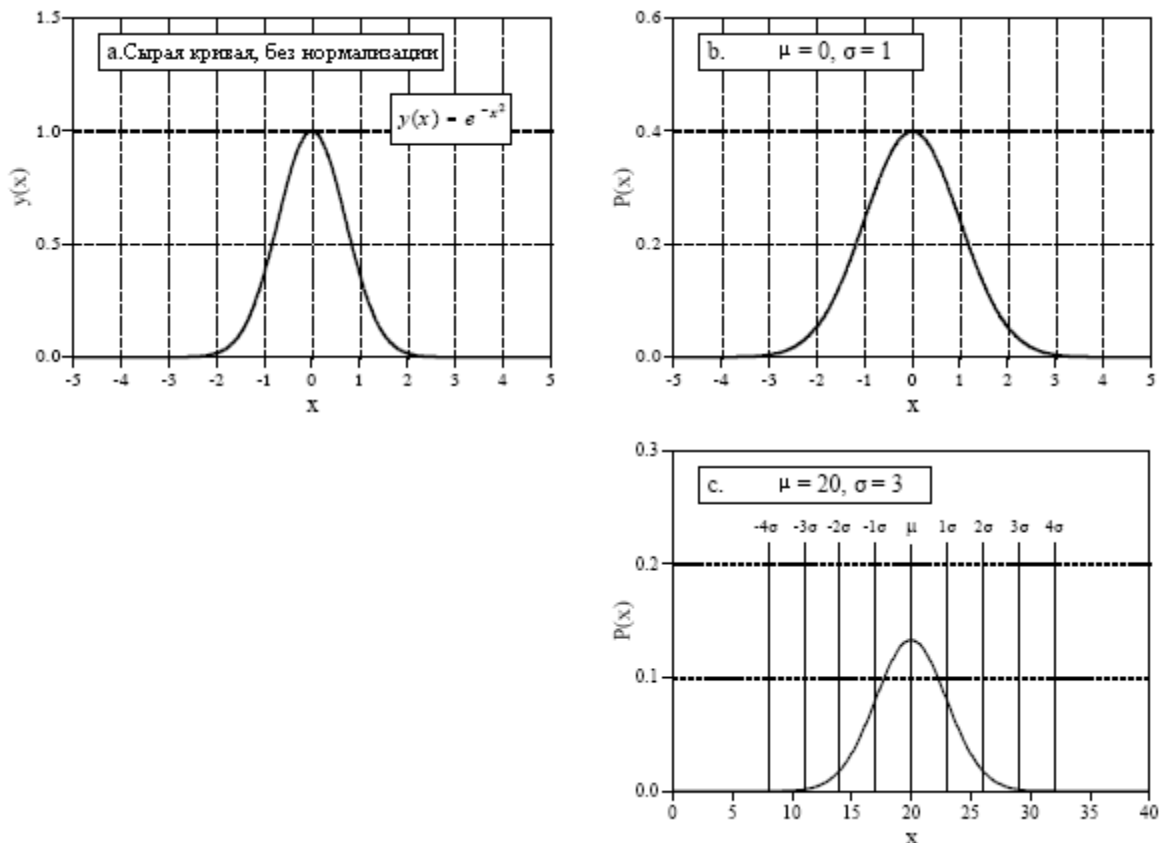 1.5
a.Сырая кривая, без нормализации
y(x) = e^{-x^2}
1.0
y(x)
0.5
0.0
-5 -4 -3 -2 -1 0 1 2 3 4 5
x
0.6
b. μ = 0, σ = 1
0.4
P(x)
0.2
0.0
-5 -4 -3 -2 -1 0 1 2 3 4 5
x
0.3
c. μ = 20, σ = 3
-4σ -3σ -2σ -1σ μ 1σ 2σ 3σ 4σ
0.2
P(x)
0.1
0.0
0 5 10 15 20 25 30 35 40
x